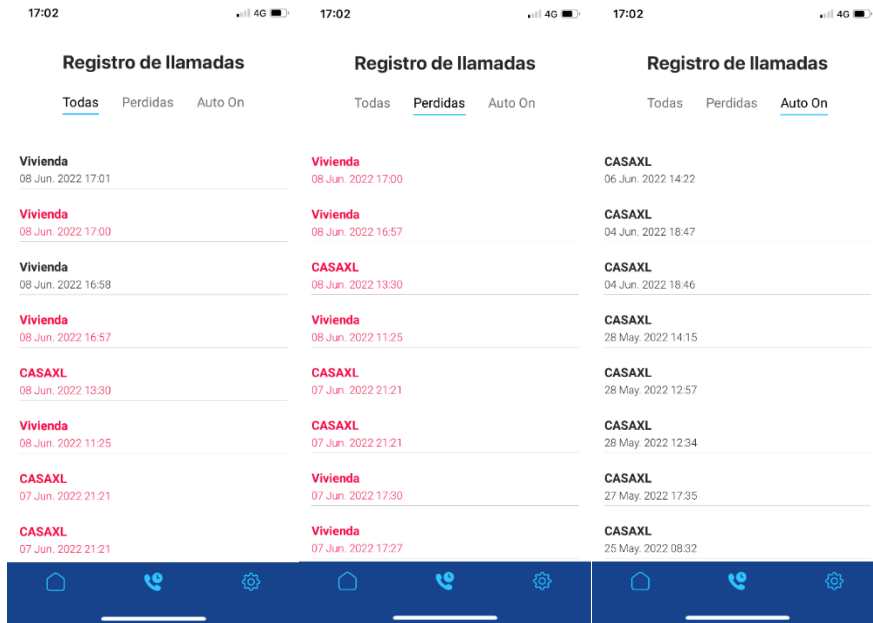 17:02
4G
Registro de llamadas
Todas Perdidas Auto On
Vivienda
08 Jun. 2022 17:01
Vivienda
08 Jun. 2022 17:00
Vivienda
08 Jun. 2022 16:58
Vivienda
08 Jun. 2022 16:57
CASAXL
08 Jun. 2022 13:30
Vivienda
08 Jun. 2022 11:25
CASAXL
07 Jun. 2022 21:21
CASAXL
07 Jun. 2022 21:21
17:02
4G
Registro de llamadas
Todas Perdidas Auto On
Vivienda
08 Jun. 2022 17:00
Vivienda
08 Jun. 2022 16:57
CASAXL
08 Jun. 2022 13:30
Vivienda
08 Jun. 2022 11:25
CASAXL
07 Jun. 2022 21:21
CASAXL
07 Jun. 2022 21:21
Vivienda
07 Jun. 2022 17:30
Vivienda
07 Jun. 2022 17:27
17:02
4G
Registro de llamadas
Todas Perdidas Auto On
CASAXL
06 Jun. 2022 14:22
CASAXL
04 Jun. 2022 18:47
CASAXL
04 Jun. 2022 18:46
CASAXL
28 May. 2022 14:15
CASAXL
28 May. 2022 12:57
CASAXL
28 May. 2022 12:34
CASAXL
27 May. 2022 17:35
CASAXL
25 May. 2022 08:32